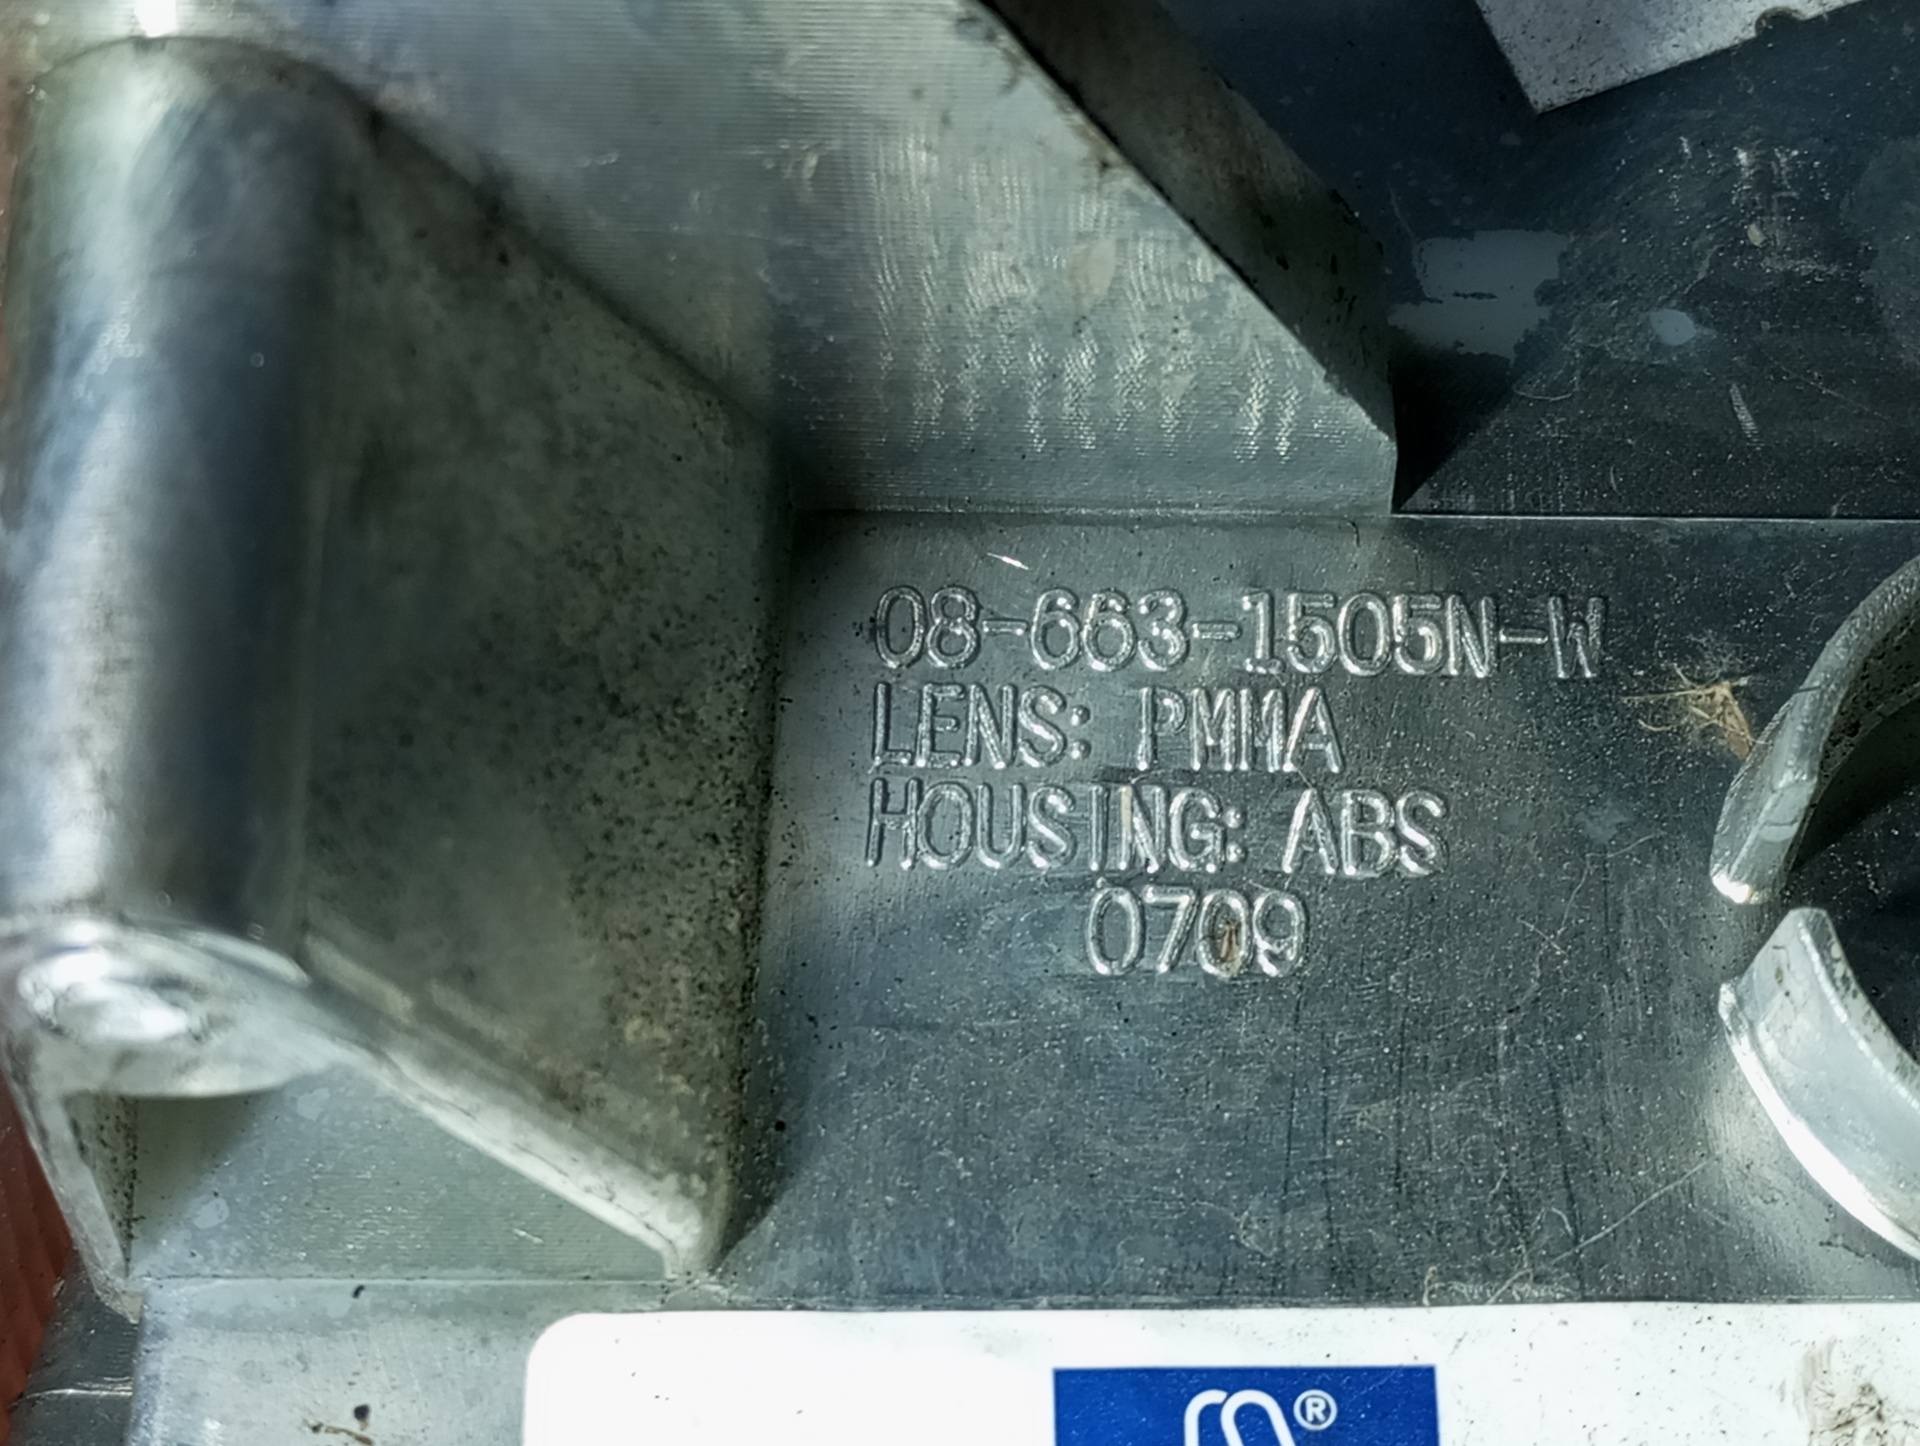 08-663-1505N-W
LENS: PMMA
HOUSING: ABS
0709
®